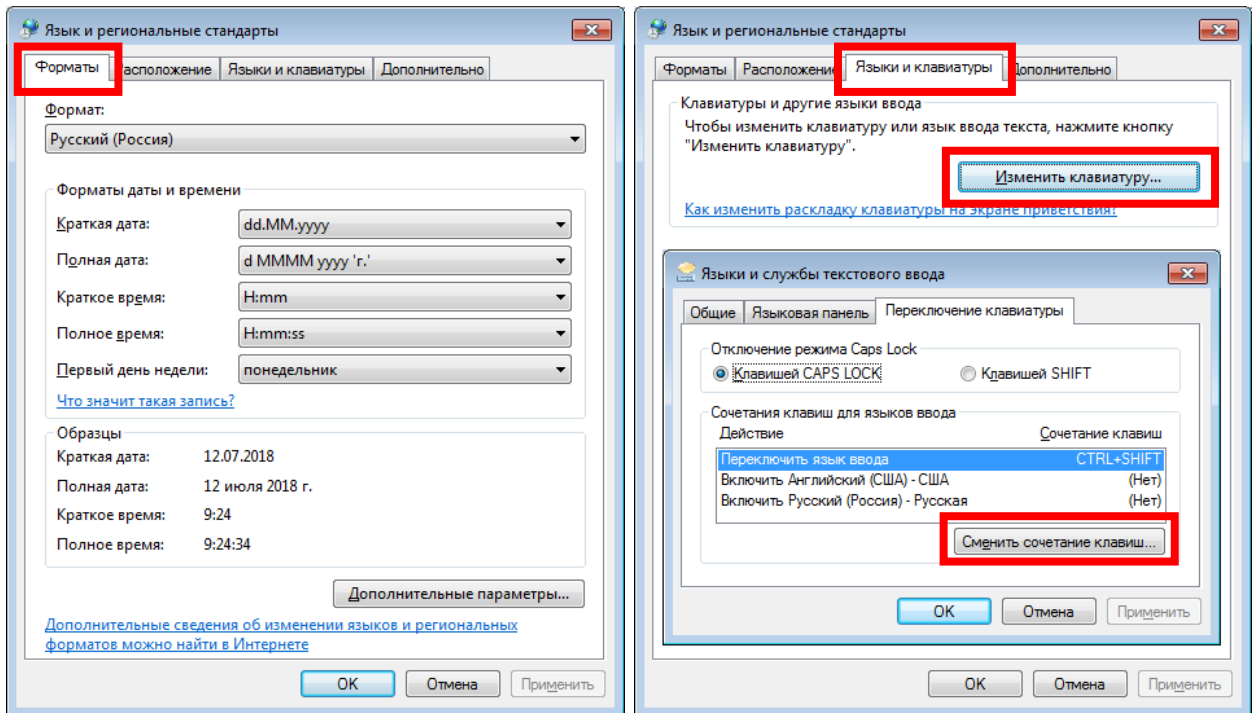 Язык и региональные стандарты
Форматы Расположение Языки и клавиатуры Дополнительно
Формат:
Русский (Россия)
Форматы даты и времени
Краткая дата: dd.MM.yyyy
Полная дата: d MMMM yyyy 'г.'
Краткое время: H:mm
Полное время: H:mm:ss
Первый день недели: понедельник
Что значит такая запись?
Образцы
Краткая дата: 12.07.2018
Полная дата: 12 июля 2018 г.
Краткое время: 9:24
Полное время: 9:24:34
Дополнительные параметры...
Дополнительные сведения об изменении языков и региональных
форматов можно найти в Интернете
OK Отмена Применить
Язык и региональные стандарты
Форматы Расположение Языки и клавиатуры Дополнительно
Клавиатуры и другие языки ввода
Чтобы изменить клавиатуру или язык ввода текста, нажмите кнопку
"Изменить клавиатуру".
Изменить клавиатуру...
Как изменить раскладку клавиатуры на экране приветствия?
Языки и службы текстового ввода
Общие Языковая панель Переключение клавиатуры
Отключение режима Caps Lock
Клавишей CAPS LOCK Клавишей SHIFT
Сочетания клавиш для языков ввода
Действие Сочетание клавиш
Переключить язык ввода CTRL+SHIFT
Включить Английский (США) - США (Нет)
Включить Русский (Россия) - Русская (Нет)
Сменить сочетание клавиш...
OK Отмена Применить
OK Отмена Применить